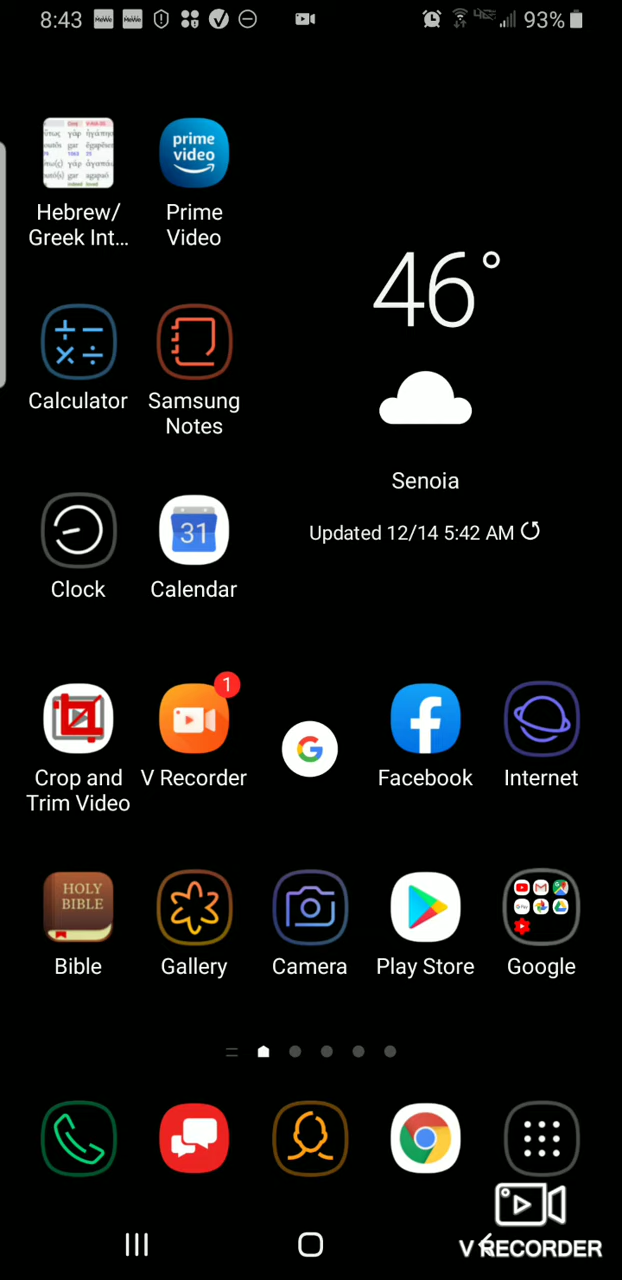 8:43
MeWe MeWe
93%
Hebrew/
Greek Int...
prime
video
Prime
Video
46°
Calculator
Samsung
Notes
Senoia
Updated 12/14 5:42 AM
Clock
31
Calendar
1
Crop and
Trim Video
V Recorder
G
Facebook
Internet
HOLY
BIBLE
Bible
Gallery
Camera
Play Store
Google
V RECORDER